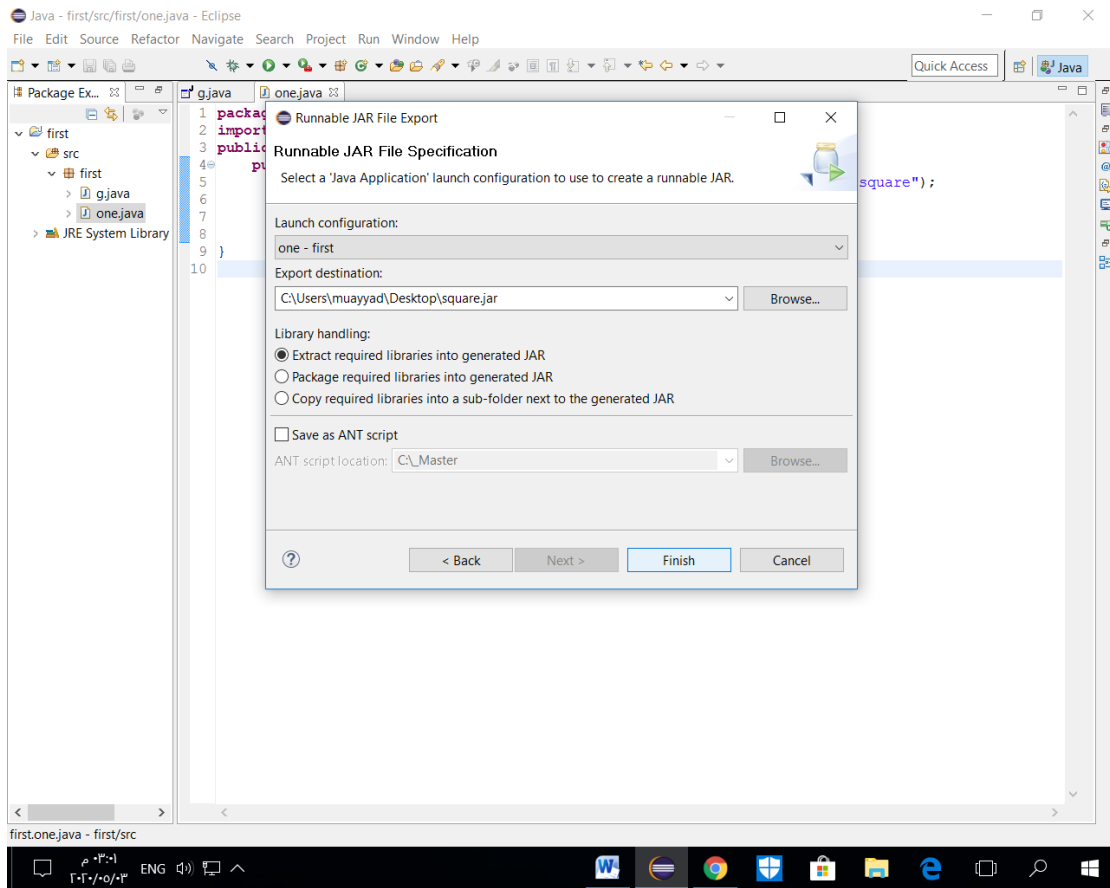 Java - first/src/first/one.java - Eclipse
File Edit Source Refactor Navigate Search Project Run Window Help
Quick Access
Java
Package Ex...
g.java
one.java
first
src
first
g.java
one.java
JRE System Library
1 packag
2 import
3 public
4 pu
5 square");
6
7
8
9 }
10
Runnable JAR File Export
Runnable JAR File Specification
Select a 'Java Application' launch configuration to use to create a runnable JAR.
Launch configuration:
one - first
Export destination:
C:\Users\muayyad\Desktop\square.jar
Browse...
Library handling:
Extract required libraries into generated JAR
Package required libraries into generated JAR
Copy required libraries into a sub-folder next to the generated JAR
Save as ANT script
ANT script location: C:\_Master
Browse...
< Back Next > Finish Cancel
first.one.java - first/src
٠٣:٠١ م
ENG
٢٠٢٠/٠٥/٠٣